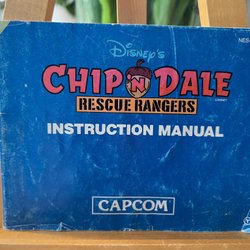 Disney's
CHIP 'N DALE
RESCUE RANGERS
INSTRUCTION MANUAL
CAPCOM